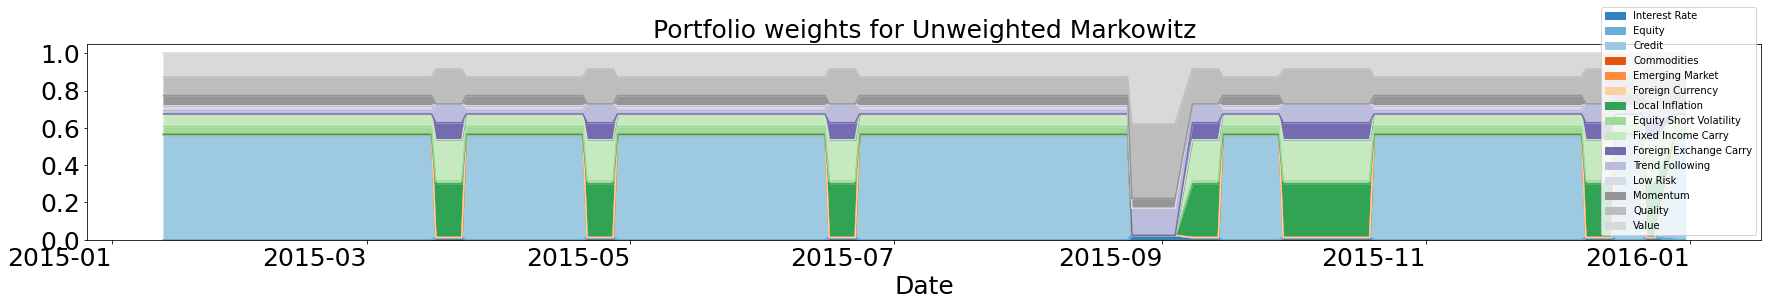 Portfolio weights for Unweighted Markowitz
Interest Rate
Equity
Credit
Commodities
Emerging Market
Foreign Currency
Local Inflation
Equity Short Volatility
Fixed Income Carry
Foreign Exchange Carry
Trend Following
Low Risk
Momentum
Quality
Value
1.0
0.8
0.6
0.4
0.2
0.0
2015-01
2015-03
2015-05
2015-07
2015-09
2015-11
2016-01
Date